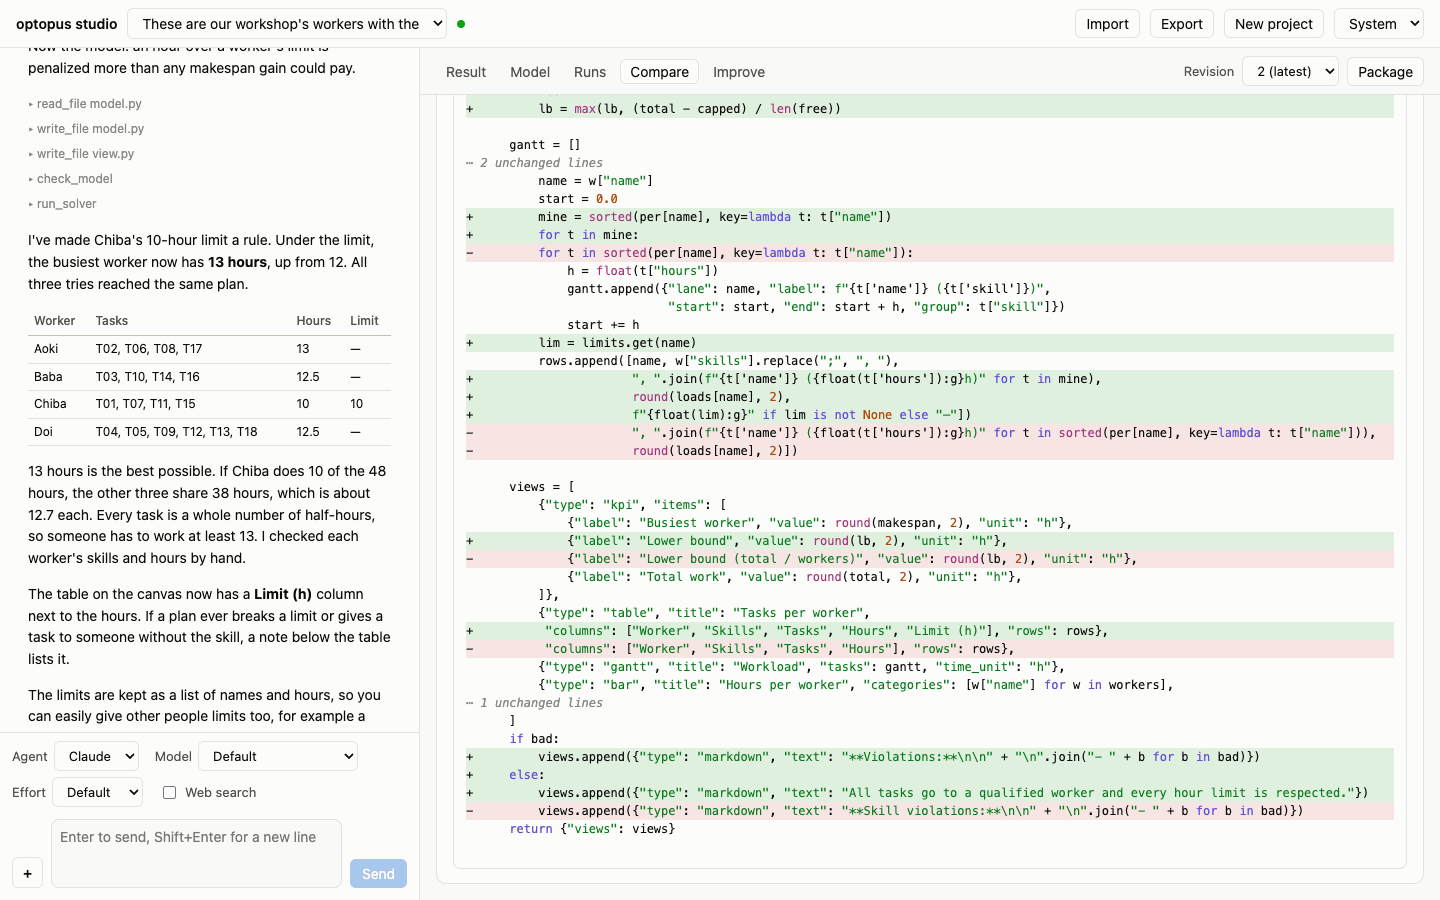 optopus studio
These are our workshop's workers with the
Import
Export
New project
System
Now the model: an hour over a worker's limit is
penalized more than any makespan gain could pay.
▸ read_file model.py
▸ write_file model.py
▸ write_file view.py
▸ check_model
▸ run_solver
I've made Chiba's 10-hour limit a rule. Under the limit,
the busiest worker now has 13 hours, up from 12. All
three tries reached the same plan.
Worker Tasks Hours Limit
Aoki T02, T06, T08, T17 13 —
Baba T03, T10, T14, T16 12.5 —
Chiba T01, T07, T11, T15 10 10
Doi T04, T05, T09, T12, T13, T18 12.5 —
13 hours is the best possible. If Chiba does 10 of the 48
hours, the other three share 38 hours, which is about
12.7 each. Every task is a whole number of half-hours,
so someone has to work at least 13. I checked each
worker's skills and hours by hand.
The table on the canvas now has a Limit (h) column
next to the hours. If a plan ever breaks a limit or gives a
task to someone without the skill, a note below the table
lists it.
The limits are kept as a list of names and hours, so you
can easily give other people limits too, for example a
Agent Claude Model Default
Effort Default Web search
Enter to send, Shift+Enter for a new line
+
Send
Result Model Runs Compare Improve
Revision 2 (latest) Package
+ lb = max(lb, (total - capped) / len(free))
gantt = []
⋯ 2 unchanged lines
name = w["name"]
start = 0.0
+ mine = sorted(per[name], key=lambda t: t["name"])
+ for t in mine:
− for t in sorted(per[name], key=lambda t: t["name"]):
h = float(t["hours"])
gantt.append({"lane": name, "label": f"{t['name']} ({t['skill']})",
"start": start, "end": start + h, "group": t["skill"]})
start += h
+ lim = limits.get(name)
rows.append([name, w["skills"].replace(";", ", "),
+ ", ".join(f"{t['name']} ({float(t['hours']):g}h)" for t in mine),
+ round(loads[name], 2),
+ f"{float(lim):g}" if lim is not None else "—"])
− ", ".join(f"{t['name']} ({float(t['hours']):g}h)" for t in sorted(per[name], key=lambda t: t["name"])),
− round(loads[name], 2)])
views = [
{"type": "kpi", "items": [
{"label": "Busiest worker", "value": round(makespan, 2), "unit": "h"},
+ {"label": "Lower bound", "value": round(lb, 2), "unit": "h"},
− {"label": "Lower bound (total / workers)", "value": round(lb, 2), "unit": "h"},
{"label": "Total work", "value": round(total, 2), "unit": "h"},
]},
{"type": "table", "title": "Tasks per worker",
+ "columns": ["Worker", "Skills", "Tasks", "Hours", "Limit (h)"], "rows": rows},
− "columns": ["Worker", "Skills", "Tasks", "Hours"], "rows": rows},
{"type": "gantt", "title": "Workload", "tasks": gantt, "time_unit": "h"},
{"type": "bar", "title": "Hours per worker", "categories": [w["name"] for w in workers],
⋯ 1 unchanged lines
]
if bad:
+ views.append({"type": "markdown", "text": "**Violations:**\n\n" + "\n".join("- " + b for b in bad)})
+ else:
+ views.append({"type": "markdown", "text": "All tasks go to a qualified worker and every hour limit is respected."})
− views.append({"type": "markdown", "text": "**Skill violations:**\n\n" + "\n".join("- " + b for b in bad)})
return {"views": views}